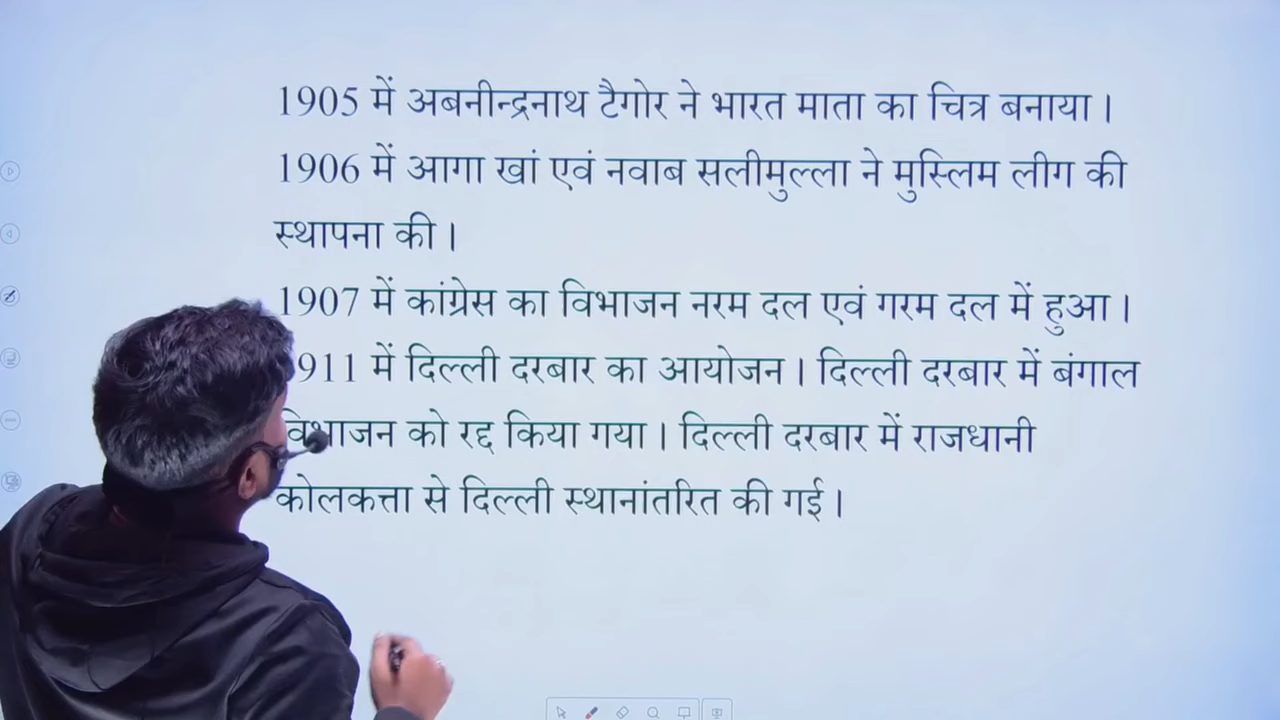 1905 में अबनीन्द्रनाथ टैगोर ने भारत माता का चित्र बनाया ।
1906 में आगा खां एवं नवाब सलीमुल्ला ने मुस्लिम लीग की
स्थापना की ।
1907 में कांग्रेस का विभाजन नरम दल एवं गरम दल में हुआ ।
911 में दिल्ली दरबार का आयोजन । दिल्ली दरबार में बंगाल
विभाजन को रद्द किया गया । दिल्ली दरबार में राजधानी
कोलकत्ता से दिल्ली स्थानांतरित की गई ।